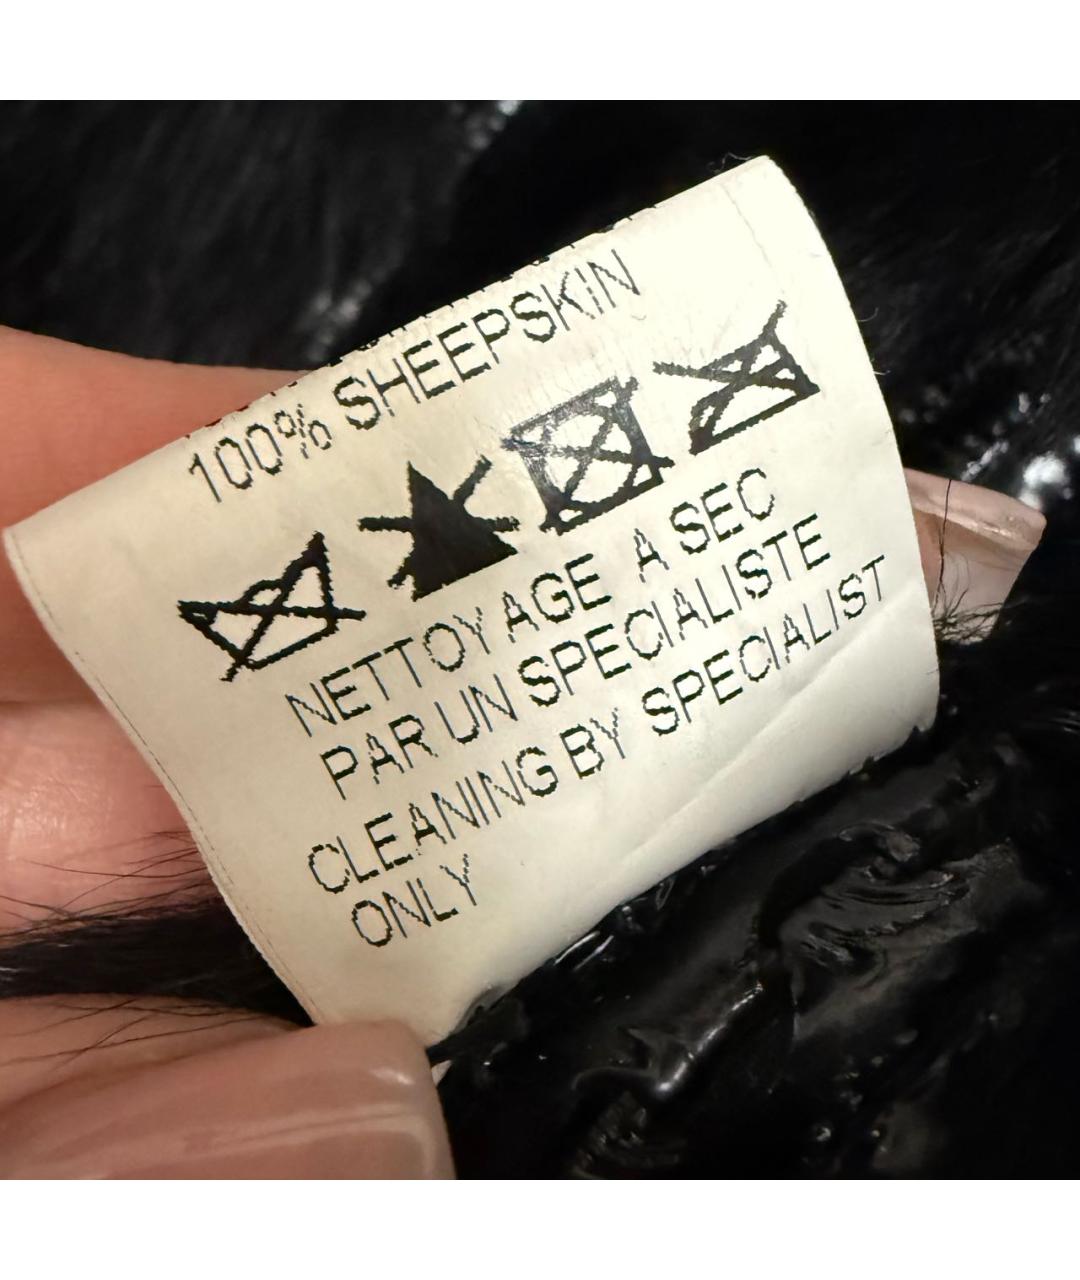 100% SHEEPSKIN
NETTOYAGE A SEC
PAR UN SPECIALISTE
CLEANING BY SPECIALIST
ONLY